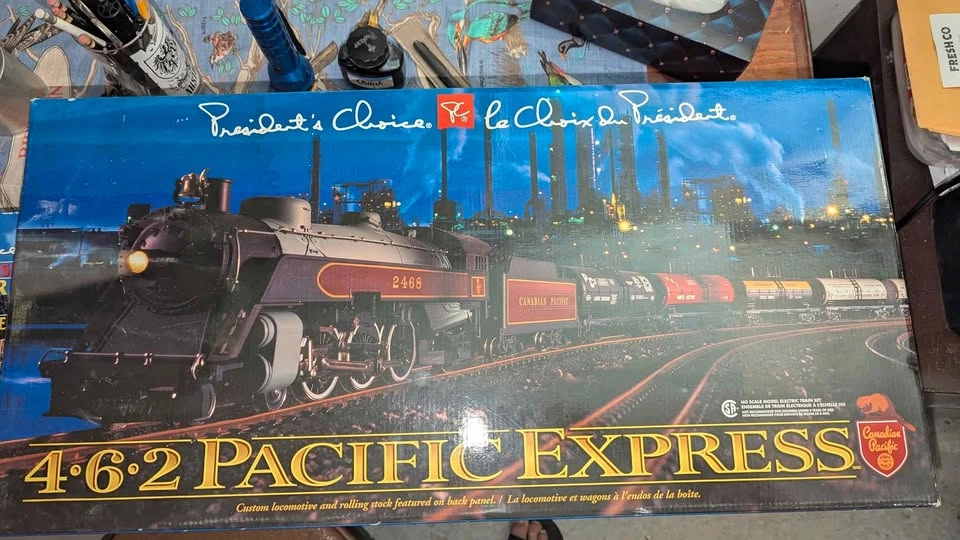 FRESHCO
President's Choice® PC® le Choix du Président®
2468
CANADIAN PACIFIC
HO SCALE MODEL ELECTRIC TRAIN SET
ENSEMBLE DE TRAIN ÉLECTRIQUE À L'ÉCHELLE HO
SA
Canadian
Pacific
4·6·2 PACIFIC EXPRESS
Custom locomotive and rolling stock featured on back panel. / La locomotive et wagons à l'endos de la boîte.